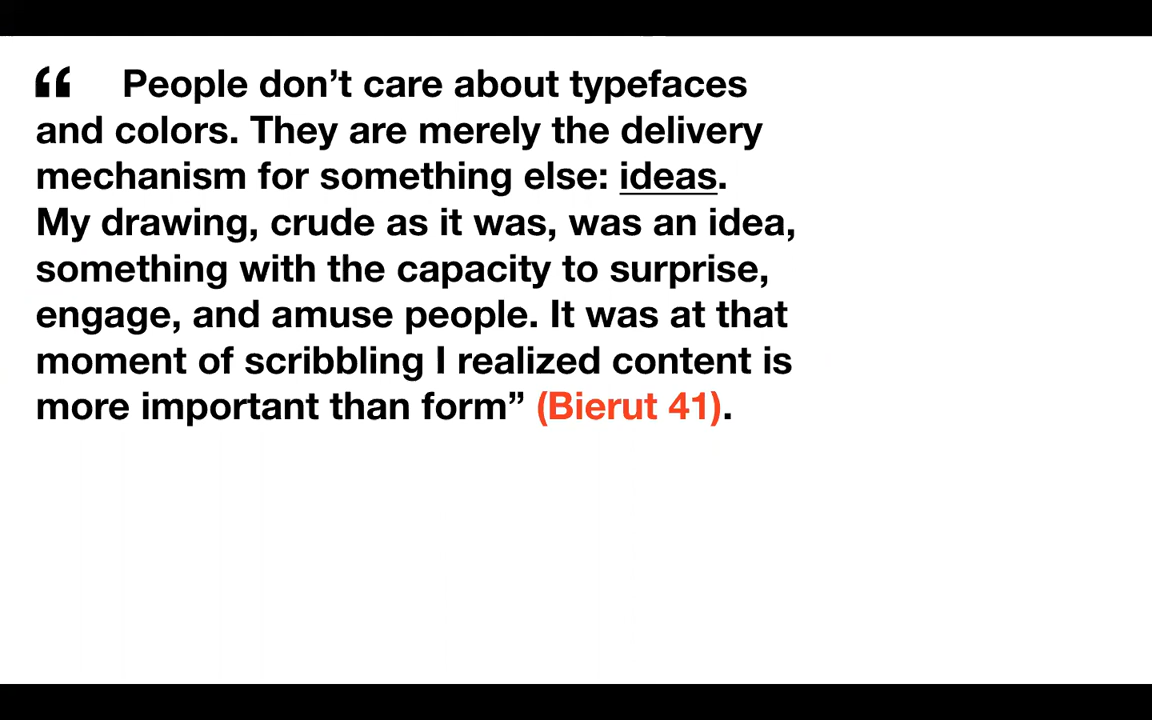 “ People don’t care about typefaces
and colors. They are merely the delivery
mechanism for something else: ideas.
My drawing, crude as it was, was an idea,
something with the capacity to surprise,
engage, and amuse people. It was at that
moment of scribbling I realized content is
more important than form” (Bierut 41).